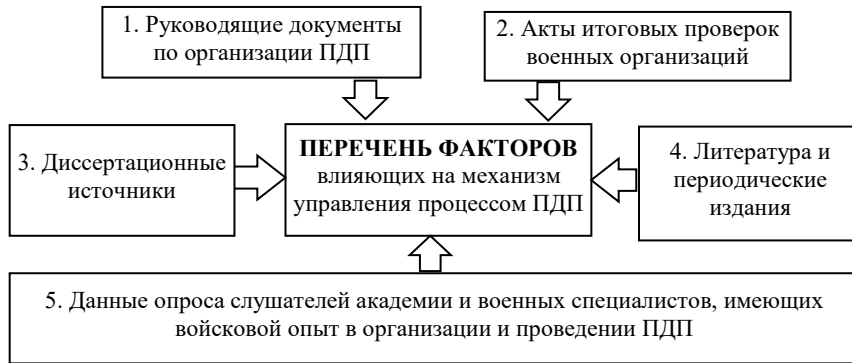 1. Руководящие документы
по организации ПДП
2. Акты итоговых проверок
военных организаций
3. Диссертационные
источники
ПЕРЕЧЕНЬ ФАКТОРОВ
влияющих на механизм
управления процессом ПДП
4. Литература и
периодические
издания
5. Данные опроса слушателей академии и военных специалистов, имеющих
войсковой опыт в организации и проведении ПДП